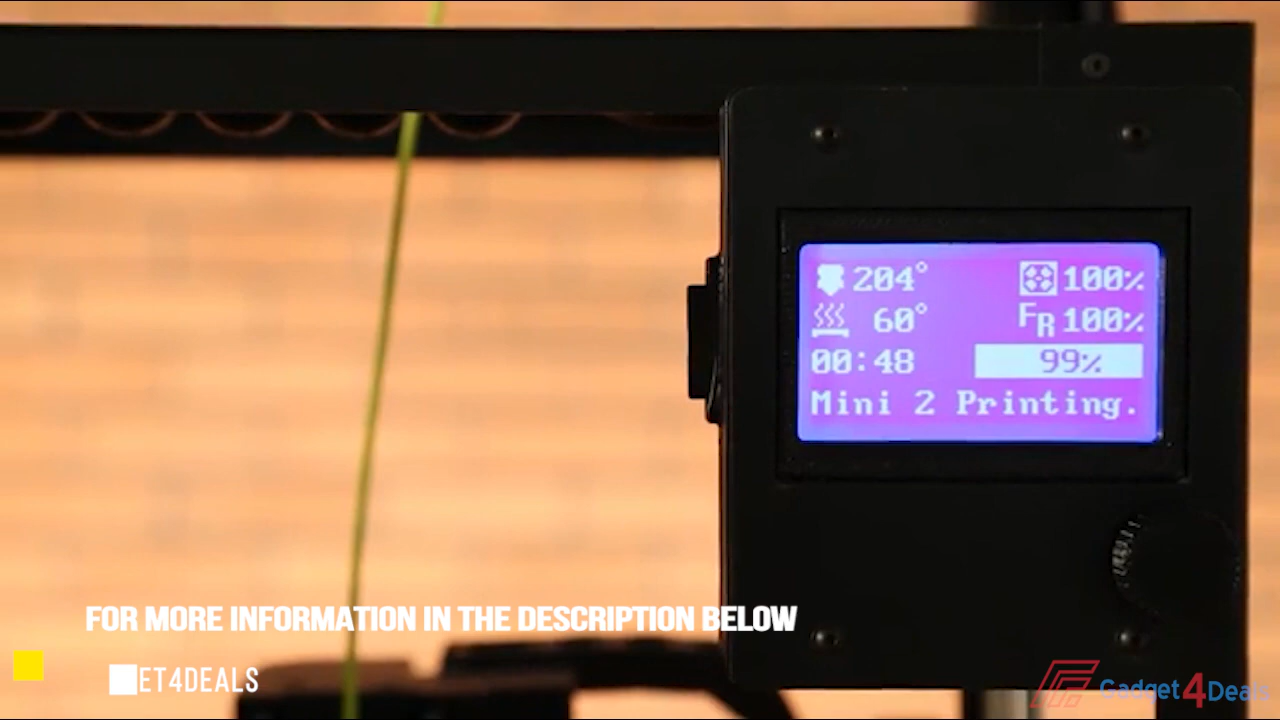 204° 100%
60° FR 100%
00:48 99%
Mini 2 Printing.
FOR MORE INFORMATION IN THE DESCRIPTION BELOW
ET4DEALS
Gadget4Deals